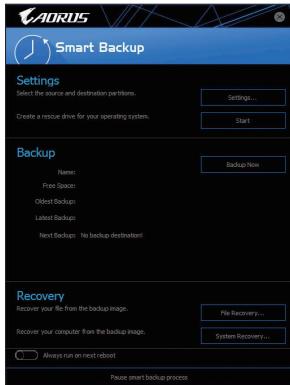 AORUS
Smart Backup
Settings
Select the source and destination partitions.
Settings...
Create a rescue drive for your operating system.
Start
Backup
Backup Now
Name:
Free Space:
Oldest Backup:
Latest Backup:
Next Backup: No backup destination!
Recovery
Recover your file from the backup image.
File Recovery...
Recover your computer from the backup image.
System Recovery...
Always run on next reboot
Pause smart backup process